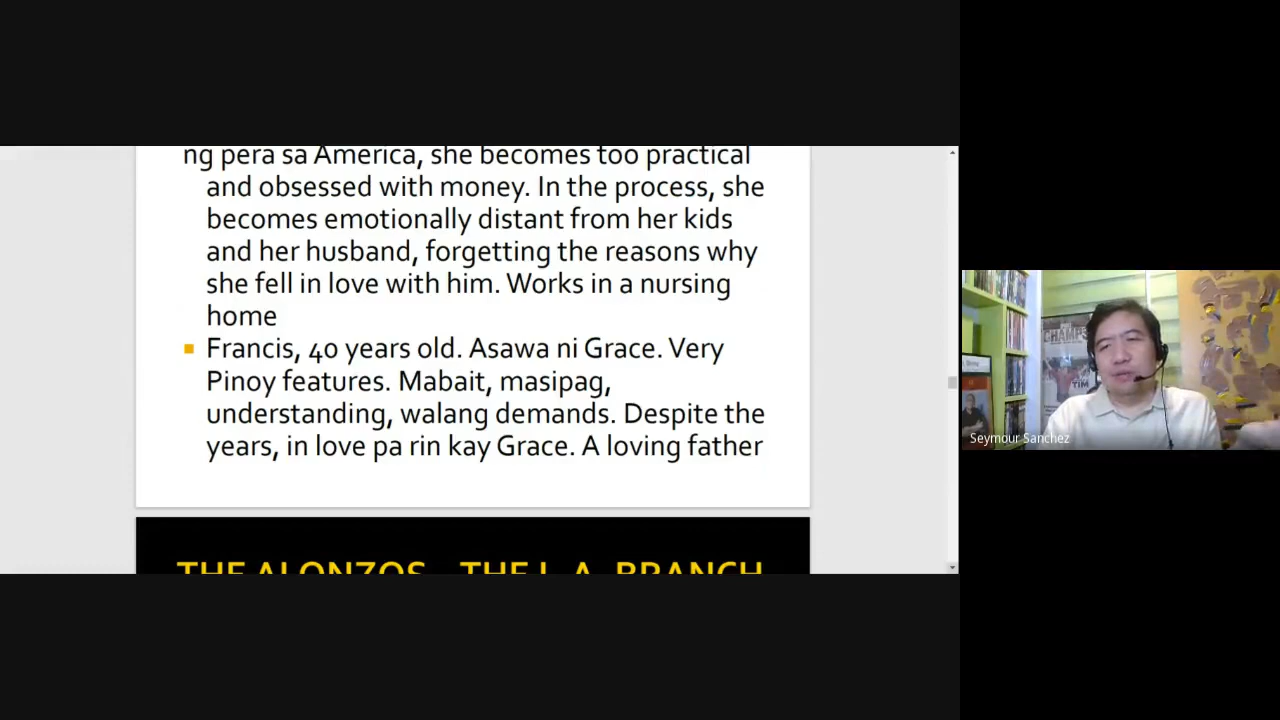 ng pera sa America, she becomes too practical
and obsessed with money. In the process, she
becomes emotionally distant from her kids
and her husband, forgetting the reasons why
she fell in love with him. Works in a nursing
home
Francis, 40 years old. Asawa ni Grace. Very
Pinoy features. Mabait, masipag,
understanding, walang demands. Despite the
years, in love pa rin kay Grace. A loving father
THE ALONZOS – THE L.A. BRANCH
CHAMPS
TIM
Seymour Sanchez